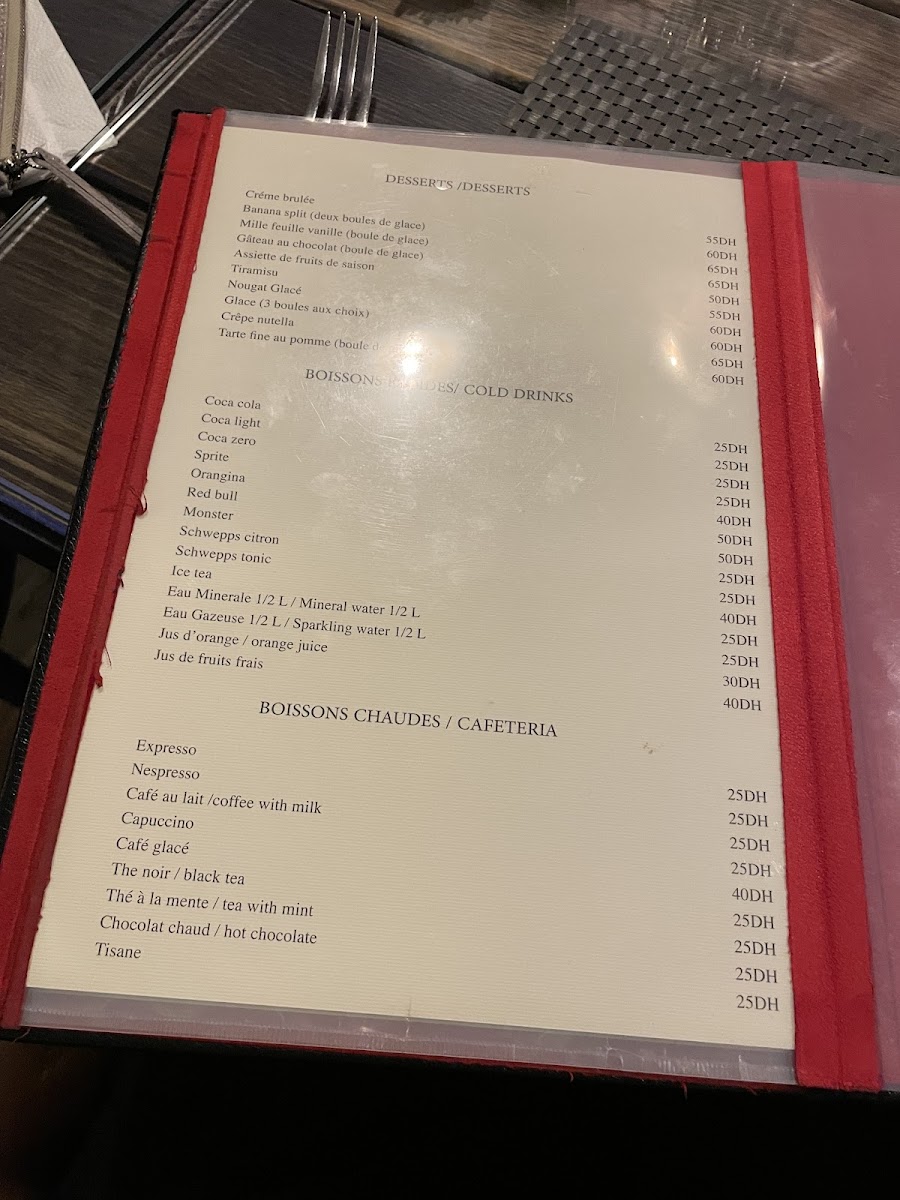 DESSERTS /DESSERTS
Créme brulée 55DH
Banana split (deux boules de glace) 60DH
Mille feuille vanille (boule de glace) 65DH
Gâteau au chocolat (boule de glace) 65DH
Assiette de fruits de saison 50DH
Tiramisu 55DH
Nougat Glacé 60DH
Glace (3 boules aux choix) 60DH
Crêpe nutella 65DH
Tarte fine au pomme (boule 60DH
BOISSONS / COLD DRINKS
Coca cola 25DH
Coca light 25DH
Coca zero 25DH
Sprite 25DH
Orangina 40DH
Red bull 50DH
Monster 50DH
Schwepps citron 25DH
Schwepps tonic 25DH
Ice tea 40DH
Eau Minerale 1/2 L / Mineral water 1/2 L 25DH
Eau Gazeuse 1/2 L / Sparkling water 1/2 L 25DH
Jus d'orange / orange juice 30DH
Jus de fruits frais 40DH
BOISSONS CHAUDES / CAFETERIA
Expresso 25DH
Nespresso 25DH
Café au lait /coffee with milk 25DH
Capuccino 25DH
Café glacé 40DH
The noir / black tea 25DH
Thé à la mente / tea with mint 25DH
Chocolat chaud / hot chocolate 25DH
Tisane 25DH